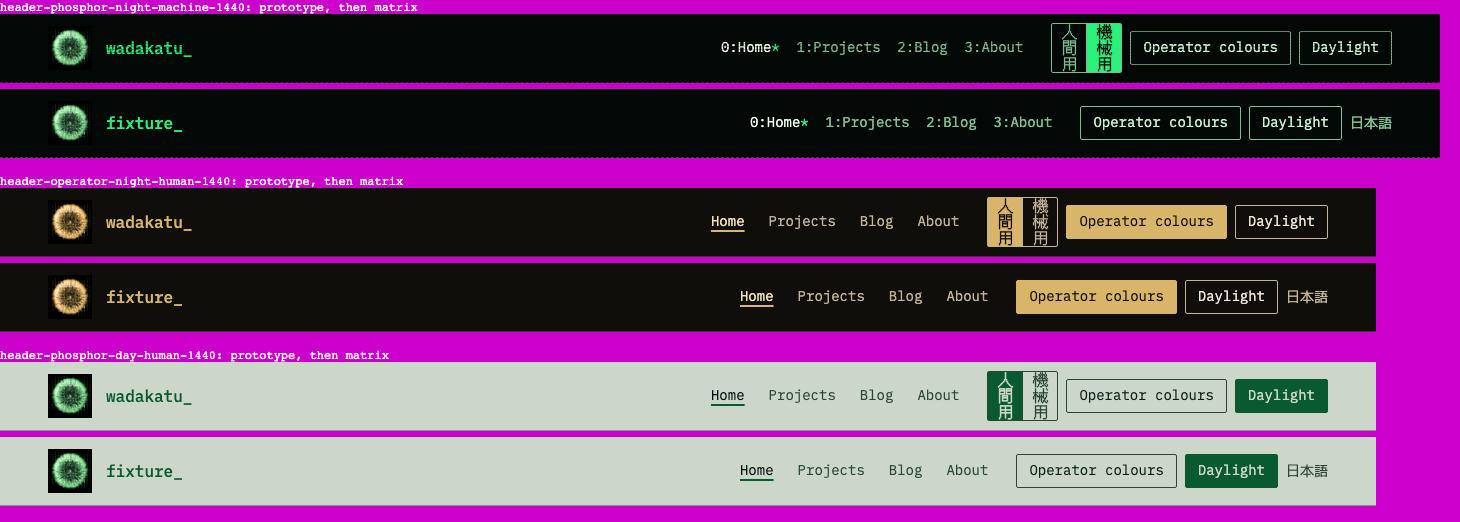 header-phosphor-night-machine-1440: prototype, then matrix
wadakatu_ 0:Home* 1:Projects 2:Blog 3:About 人間用 機械用 Operator colours Daylight
fixture_ 0:Home* 1:Projects 2:Blog 3:About Operator colours Daylight 日本語
header-operator-night-human-1440: prototype, then matrix
wadakatu_ Home Projects Blog About 人間用 機械用 Operator colours Daylight
fixture_ Home Projects Blog About Operator colours Daylight 日本語
header-phosphor-day-human-1440: prototype, then matrix
wadakatu_ Home Projects Blog About 人間用 機械用 Operator colours Daylight
fixture_ Home Projects Blog About Operator colours Daylight 日本語